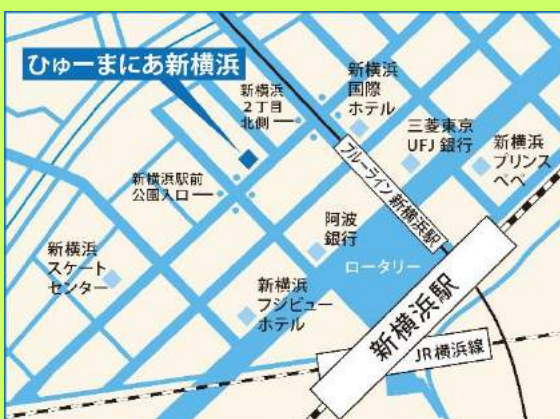 ひゅーまにあ新横浜
新横浜
2丁目
北側
新横浜
国際
ホテル
三菱東京
UFJ 銀行
新横浜
プリンス
ペペ
新横浜駅前
公園入口
ブルーライン 新横浜駅
阿波
銀行
ロータリー
新横浜
スケート
センター
新横浜
フジビュー
ホテル
新横浜駅
JR 横浜線